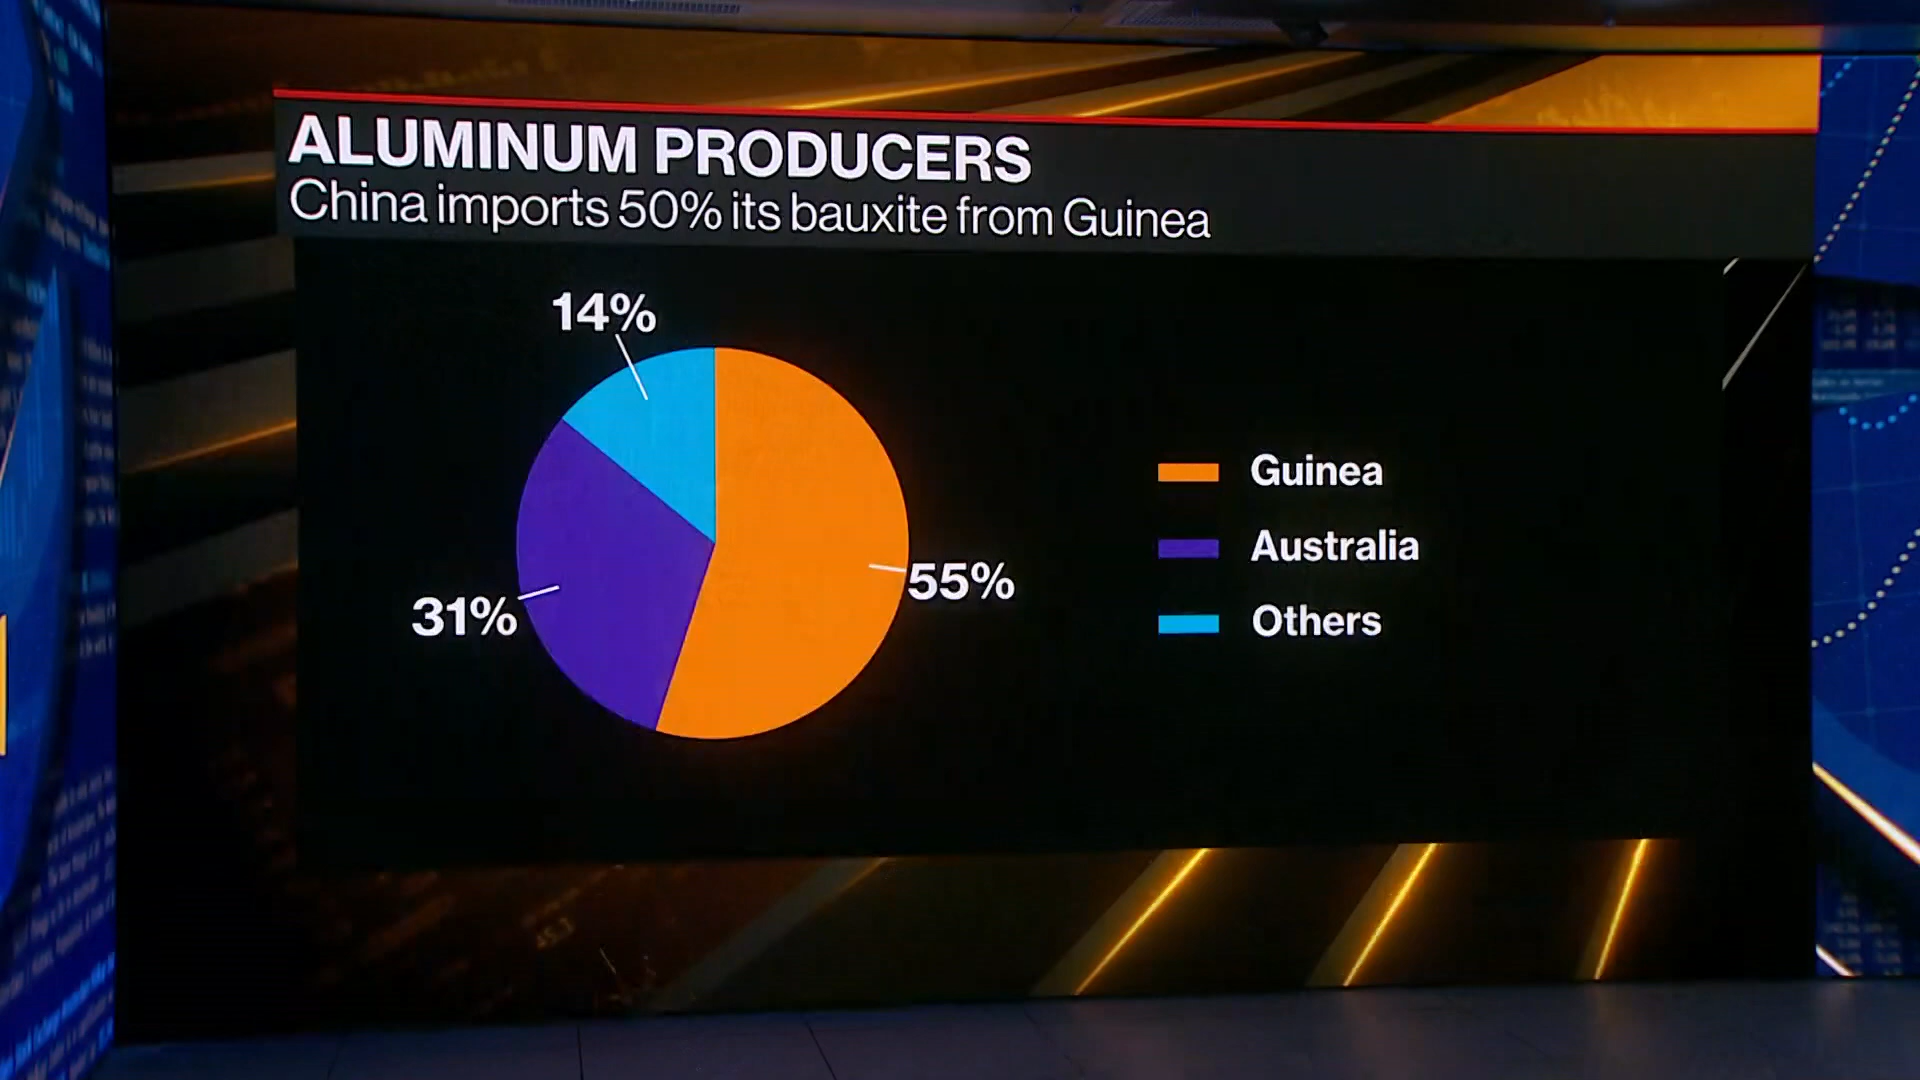 ALUMINUM PRODUCERS
China imports 50% its bauxite from Guinea
14%
31%
55%
Guinea
Australia
Others